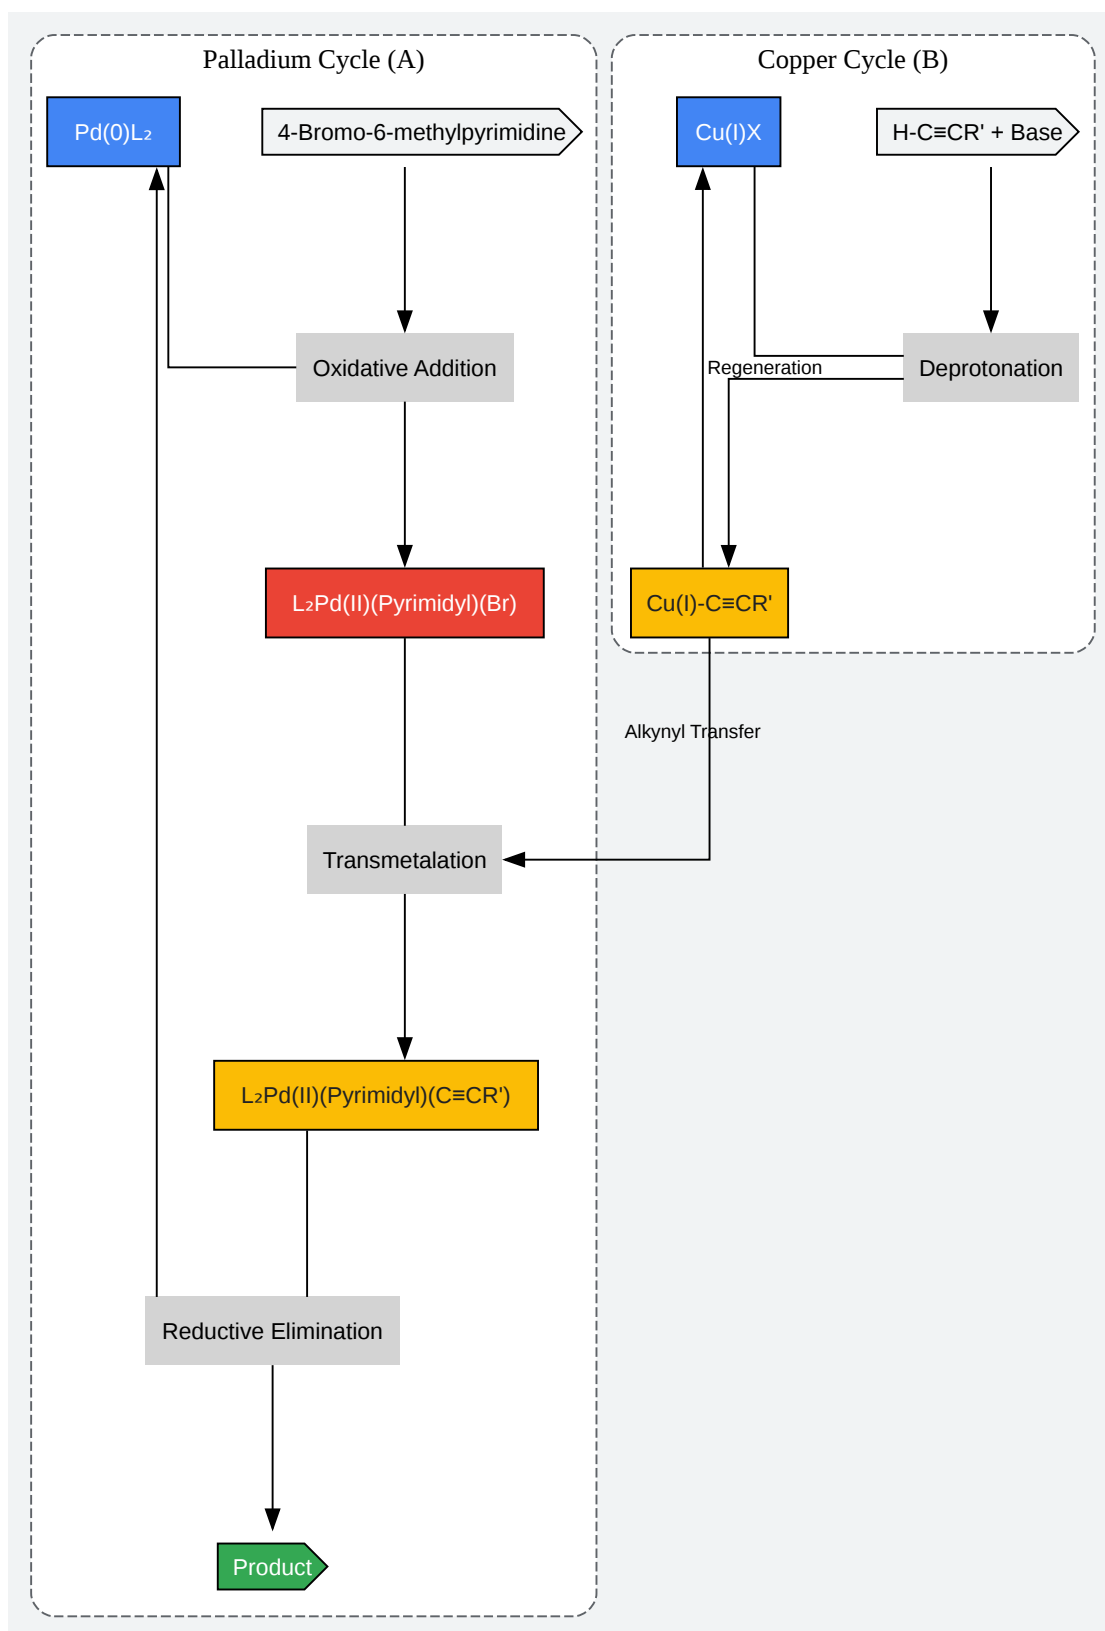 Palladium Cycle (A)
Pd(0)L₂
4-Bromo-6-methylpyrimidine
Oxidative Addition
L₂Pd(II)(Pyrimidyl)(Br)
Transmetalation
L₂Pd(II)(Pyrimidyl)(C≡CR')
Reductive Elimination
Product
Copper Cycle (B)
Cu(I)X
H-C≡CR' + Base
Regeneration
Deprotonation
Cu(I)-C≡CR'
Alkynyl Transfer